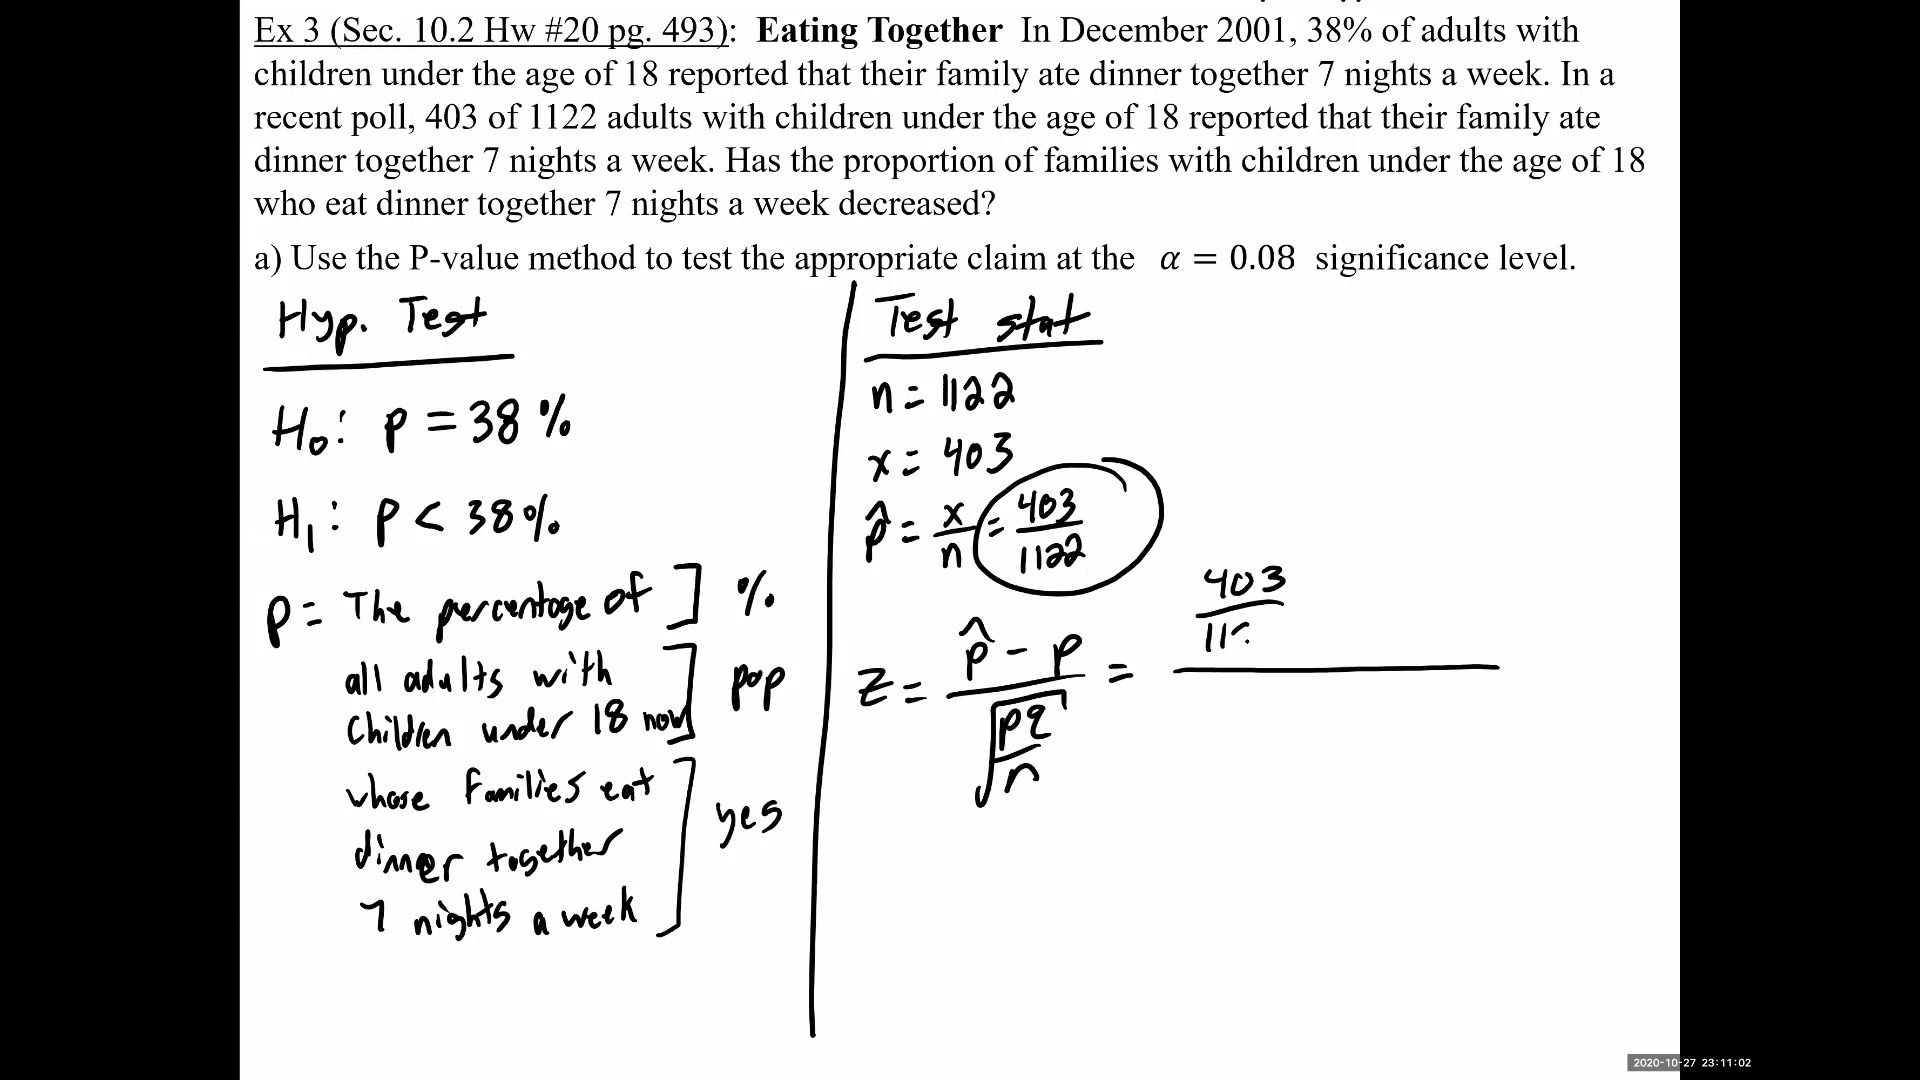 Ex 3 (Sec. 10.2 Hw #20 pg. 493): Eating Together In December 2001, 38% of adults with
children under the age of 18 reported that their family ate dinner together 7 nights a week. In a
recent poll, 403 of 1122 adults with children under the age of 18 reported that their family ate
dinner together 7 nights a week. Has the proportion of families with children under the age of 18
who eat dinner together 7 nights a week decreased?
a) Use the P-value method to test the appropriate claim at the α = 0.08 significance level.
Hyp. Test
H₀: p = 38%
H₁: p < 38%
p = The percentage of ] %
all adults with
children under 18 now ] pop
whose families eat
dinner together ] yes
7 nights a week
Test stat
n = 1122
x = 403
p̂ = x/n = 403/1122
z = (p̂ - p)/√(pq/n) =
403
11
2020-10-27 23:11:02